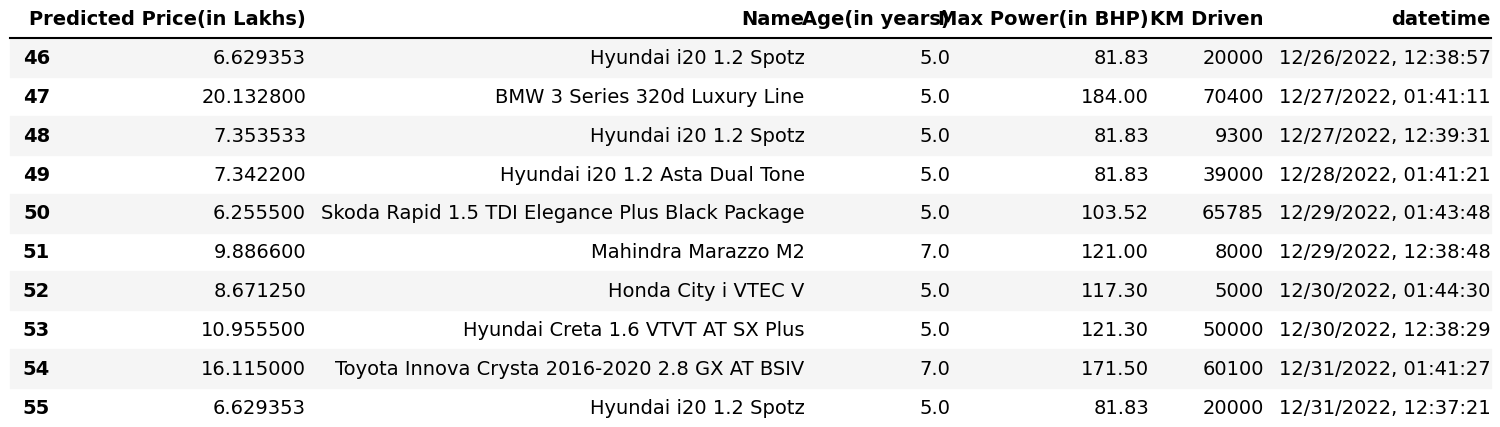 Predicted Price(in Lakhs) Name Age(in years) Max Power(in BHP) KM Driven datetime
46 6.629353 Hyundai i20 1.2 Spotz 5.0 81.83 20000 12/26/2022, 12:38:57
47 20.132800 BMW 3 Series 320d Luxury Line 5.0 184.00 70400 12/27/2022, 01:41:11
48 7.353533 Hyundai i20 1.2 Spotz 5.0 81.83 9300 12/27/2022, 12:39:31
49 7.342200 Hyundai i20 1.2 Asta Dual Tone 5.0 81.83 39000 12/28/2022, 01:41:21
50 6.255500 Skoda Rapid 1.5 TDI Elegance Plus Black Package 5.0 103.52 65785 12/29/2022, 01:43:48
51 9.886600 Mahindra Marazzo M2 7.0 121.00 8000 12/29/2022, 12:38:48
52 8.671250 Honda City i VTEC V 5.0 117.30 5000 12/30/2022, 01:44:30
53 10.955500 Hyundai Creta 1.6 VTVT AT SX Plus 5.0 121.30 50000 12/30/2022, 12:38:29
54 16.115000 Toyota Innova Crysta 2016-2020 2.8 GX AT BSIV 7.0 171.50 60100 12/31/2022, 01:41:27
55 6.629353 Hyundai i20 1.2 Spotz 5.0 81.83 20000 12/31/2022, 12:37:21